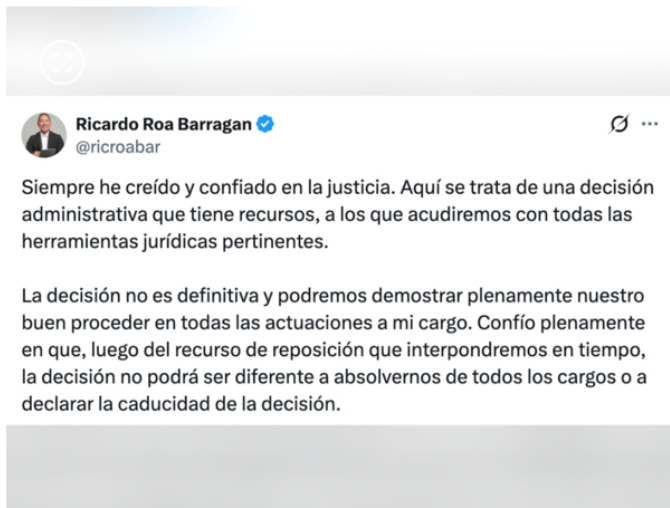 Ricardo Roa Barragan
@ricroabar
Siempre he creído y confiado en la justicia. Aquí se trata de una decisión
administrativa que tiene recursos, a los que acudiremos con todas las
herramientas jurídicas pertinentes.
La decisión no es definitiva y podremos demostrar plenamente nuestro
buen proceder en todas las actuaciones a mi cargo. Confío plenamente
en que, luego del recurso de reposición que interpondremos en tiempo,
la decisión no podrá ser diferente a absolvernos de todos los cargos o a
declarar la caducidad de la decisión.